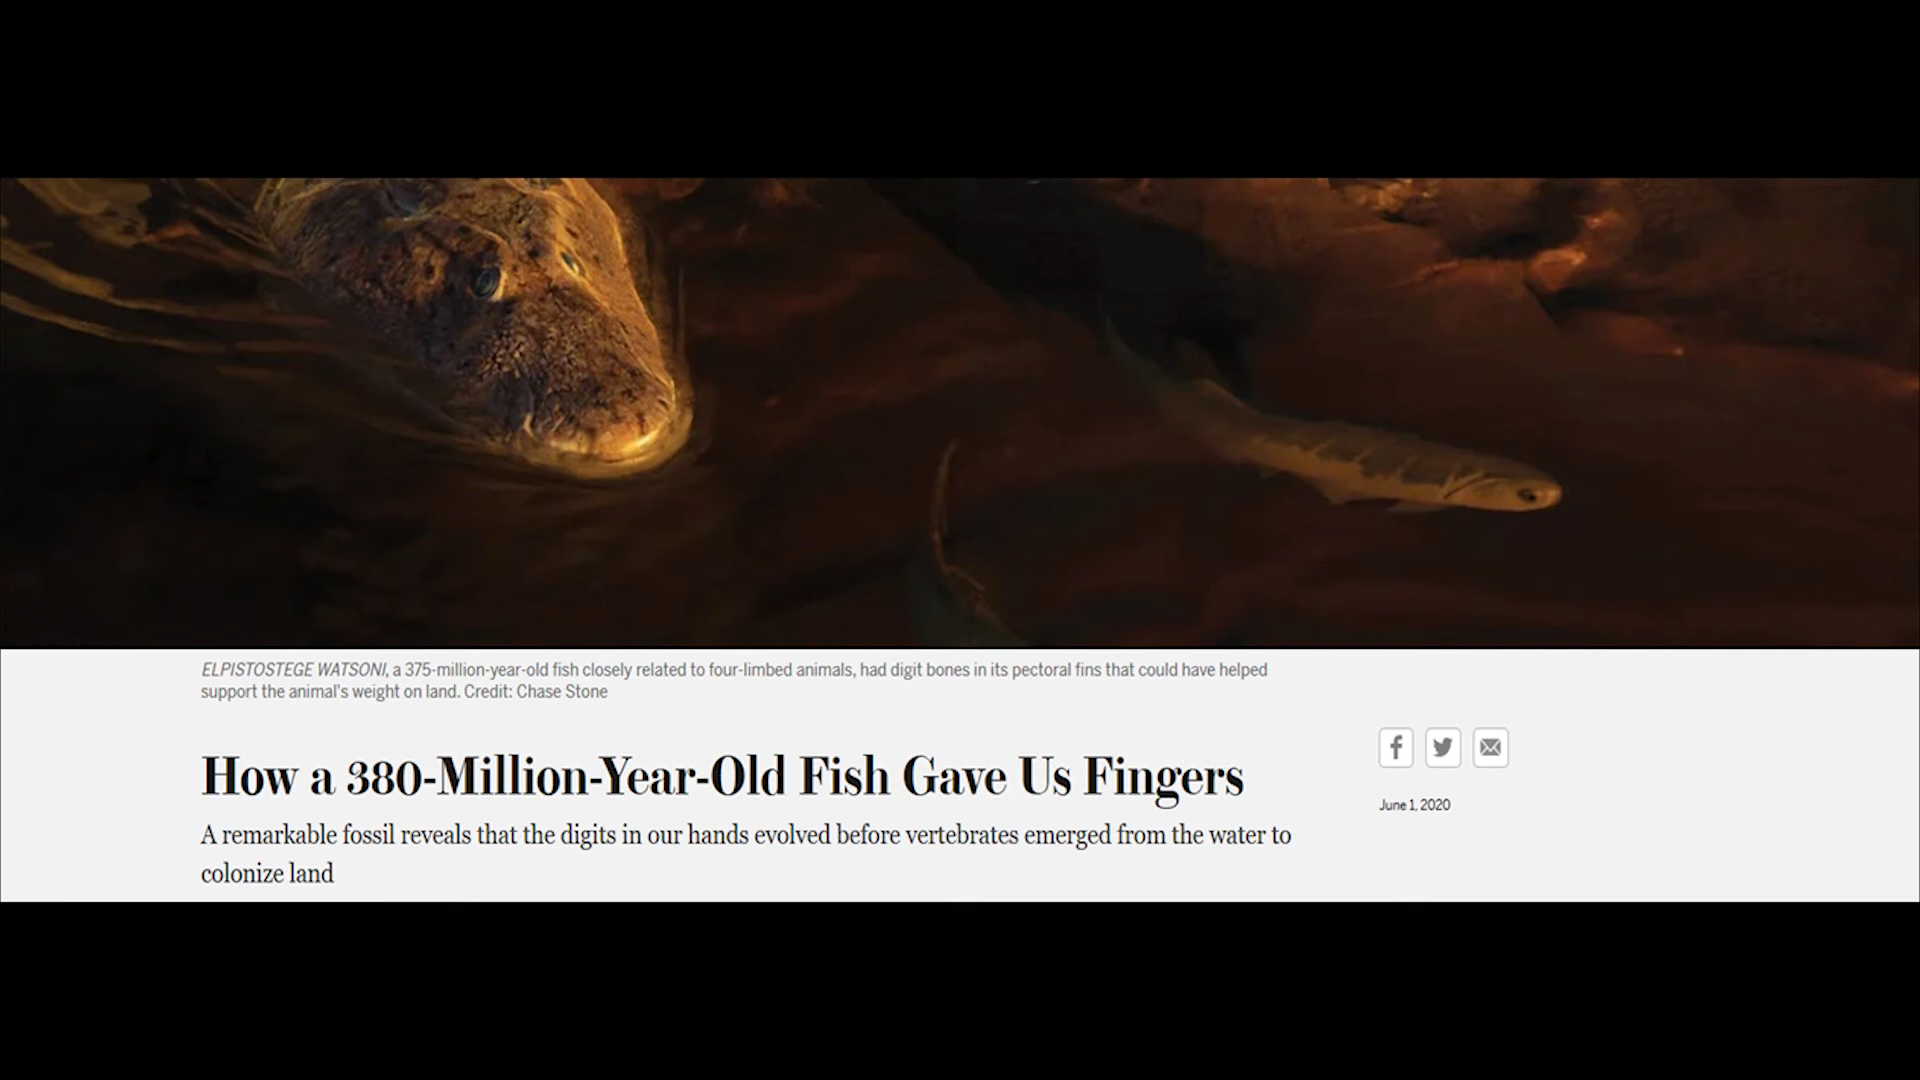 ELPISTOSTEGE WATSONI, a 375-million-year-old fish closely related to four-limbed animals, had digit bones in its pectoral fins that could have helped
support the animal's weight on land. Credit: Chase Stone
How a 380-Million-Year-Old Fish Gave Us Fingers
June 1, 2020
A remarkable fossil reveals that the digits in our hands evolved before vertebrates emerged from the water to
colonize land